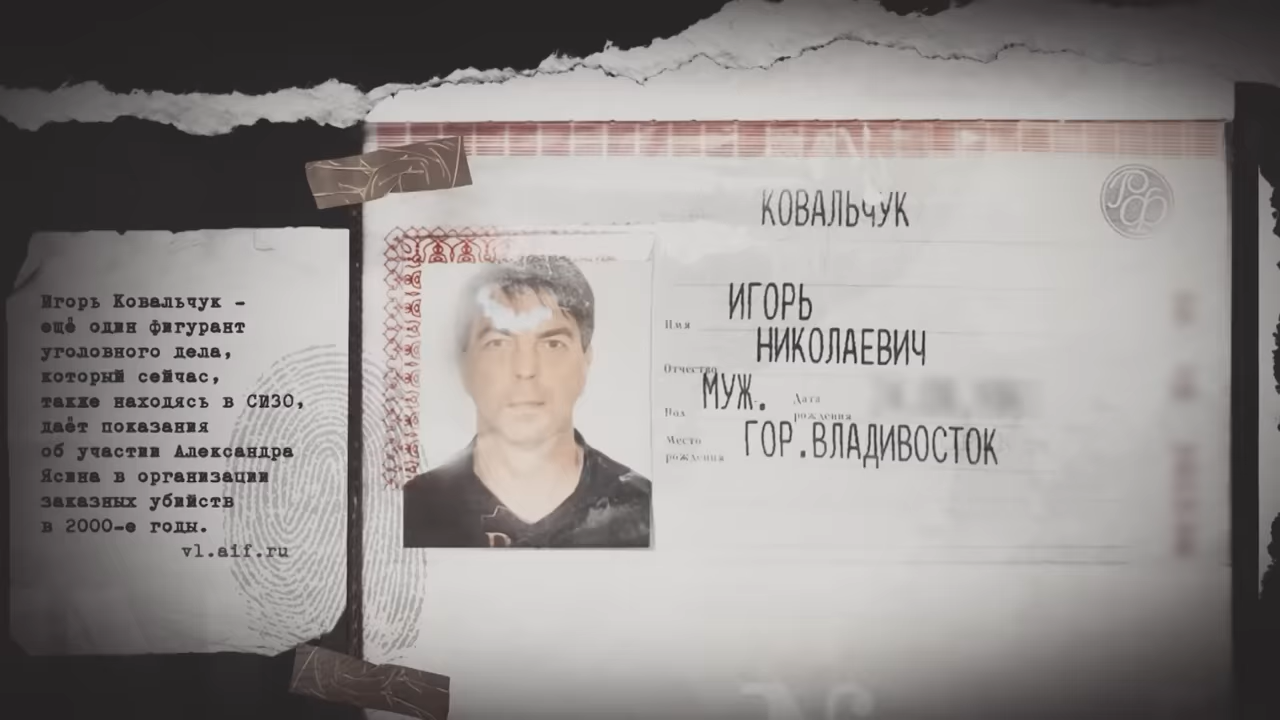 Игорь Ковальчук –
ещё один фигурант
уголовного дела,
который сейчас,
также находясь в СИЗО,
даёт показания
об участии Александра
Ясина в организации
заказных убийств
в 2000-е годы.
vl.aif.ru
РФ
КОВАЛЬЧУК
Имя ИГОРЬ
Отчество НИКОЛАЕВИЧ
Пол МУЖ. Дата
рождения
Место
рождения ГОР.ВЛАДИВОСТОК